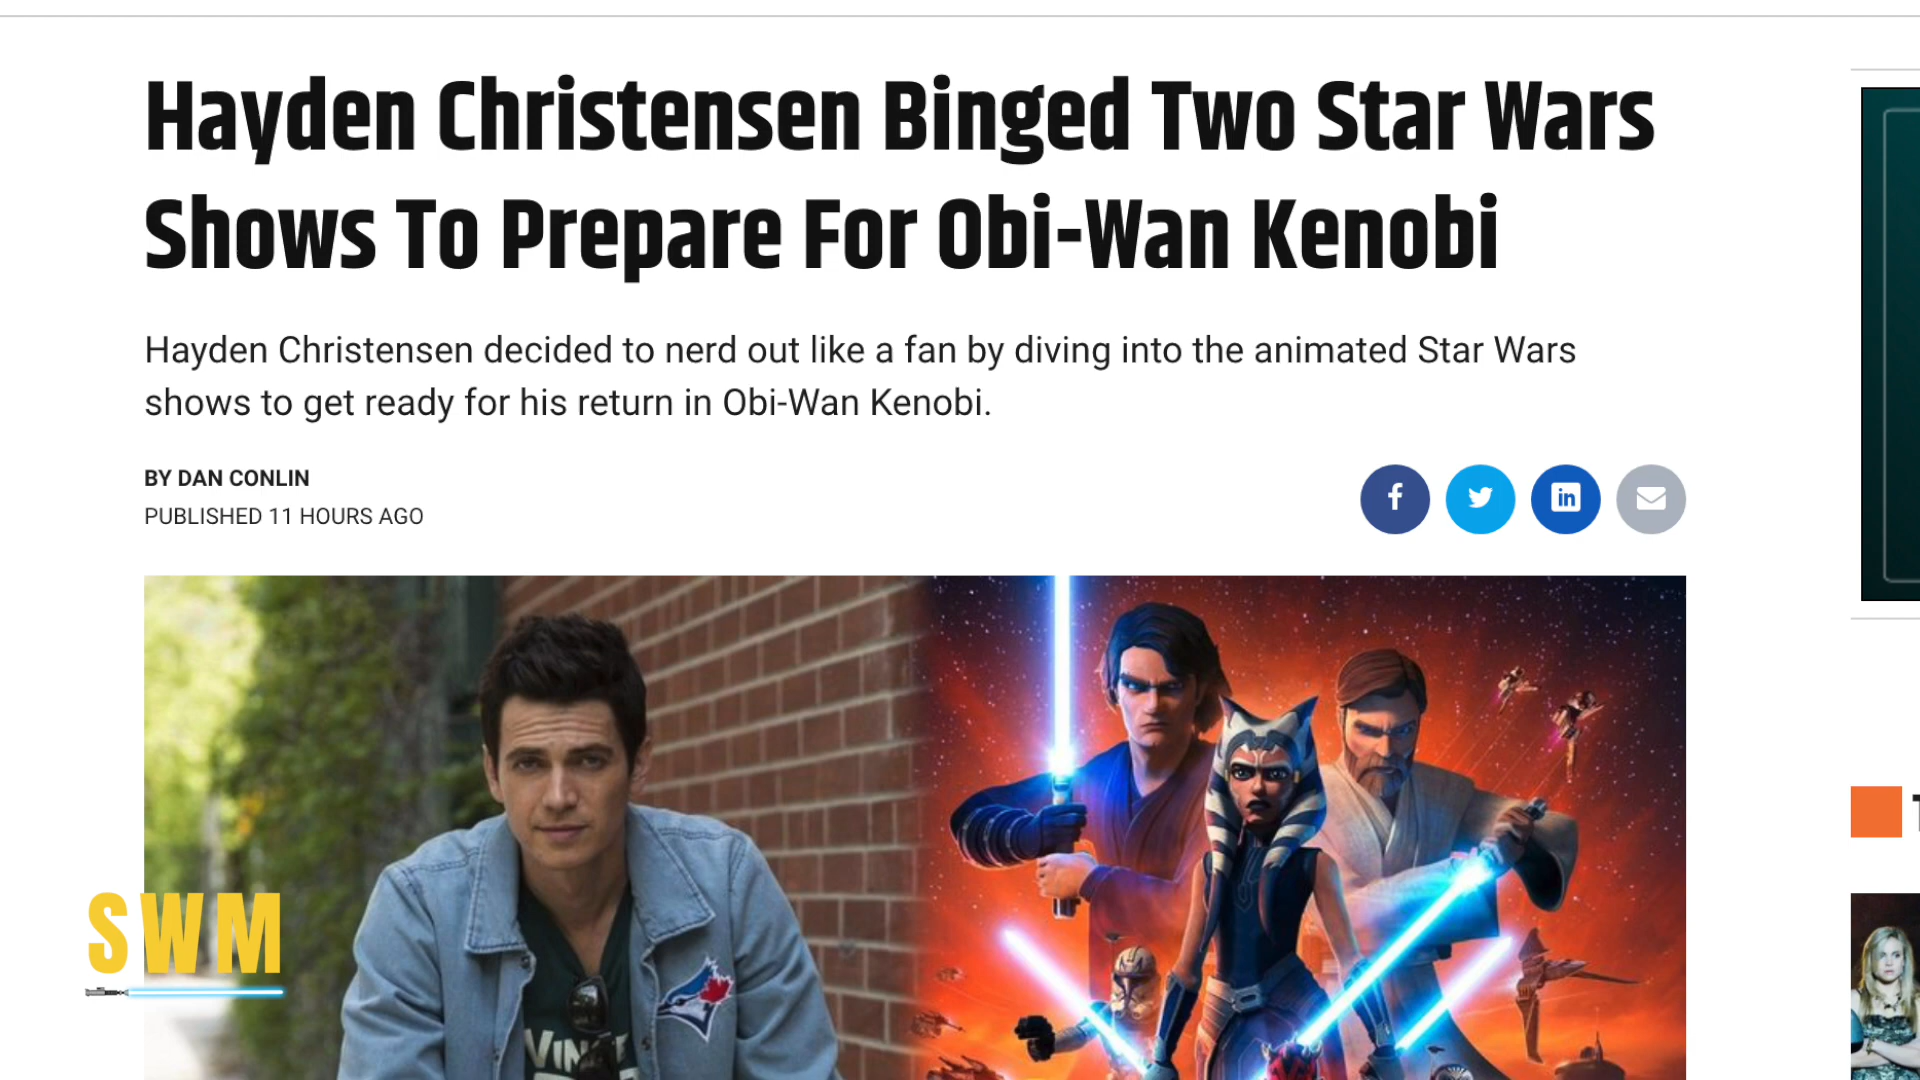 Hayden Christensen Binged Two Star Wars
Shows To Prepare For Obi-Wan Kenobi
Hayden Christensen decided to nerd out like a fan by diving into the animated Star Wars
shows to get ready for his return in Obi-Wan Kenobi.
BY DAN CONLIN
PUBLISHED 11 HOURS AGO
SWM